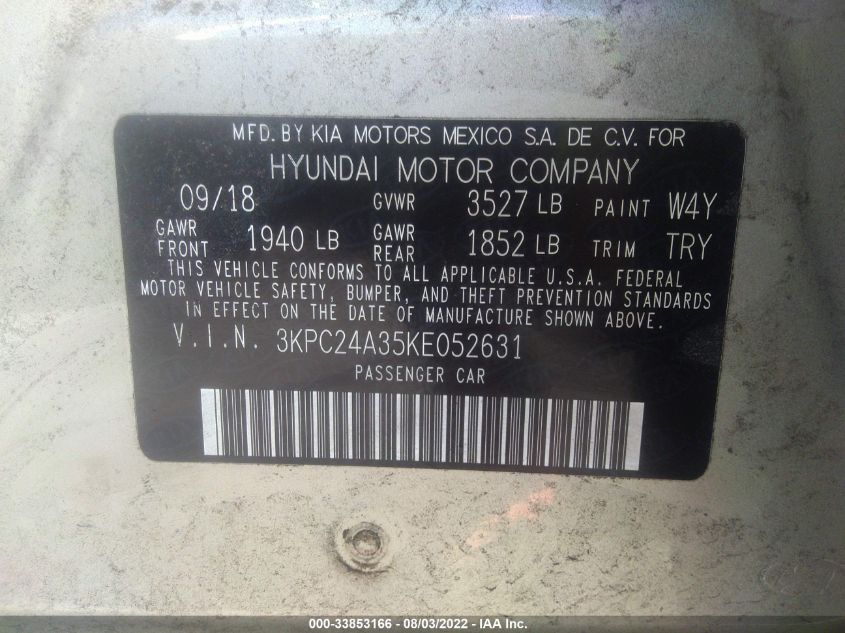 MFD. BY KIA MOTORS MEXICO S.A. DE C.V. FOR
HYUNDAI MOTOR COMPANY
09/18 GVWR 3527 LB PAINT W4Y
GAWR FRONT 1940 LB GAWR REAR 1852 LB TRIM TRY
THIS VEHICLE CONFORMS TO ALL APPLICABLE U.S.A. FEDERAL
MOTOR VEHICLE SAFETY, BUMPER, AND THEFT PREVENTION STANDARDS
IN EFFECT ON THE DATE OF MANUFACTURE SHOWN ABOVE.
V.I.N. 3KPC24A35KE052631
PASSENGER CAR
000-33853166 - 08/03/2022 - IAA Inc.